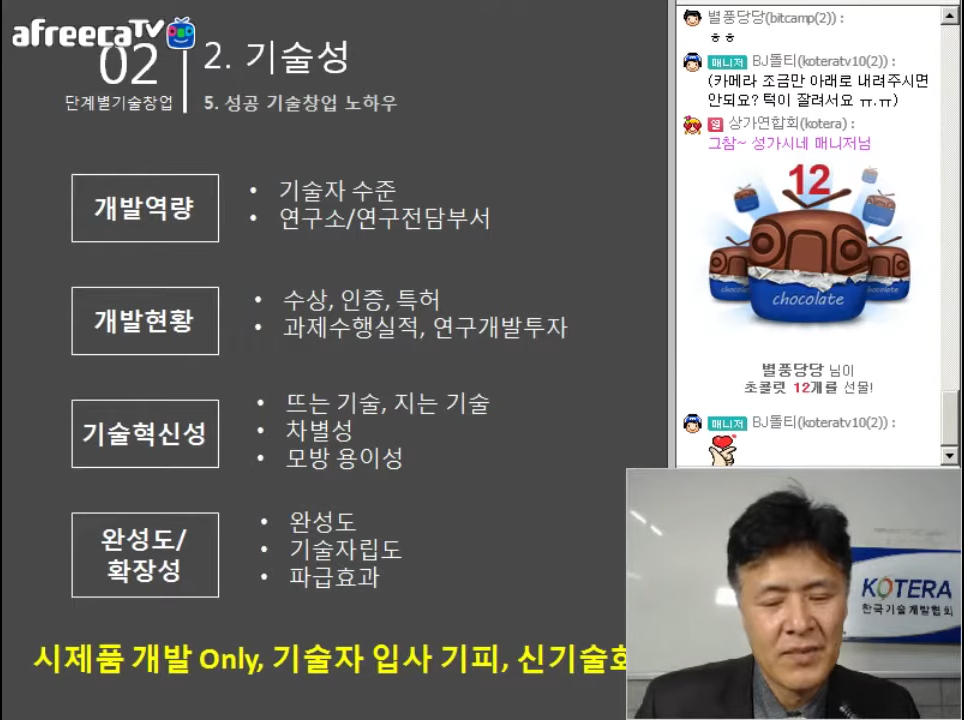 afreecaTV
02
단계별기술창업
2. 기술성
5. 성공 기술창업 노하우
개발역량
• 기술자 수준
• 연구소/연구전담부서
개발현황
• 수상, 인증, 특허
• 과제수행실적, 연구개발투자
기술혁신성
• 뜨는 기술, 지는 기술
• 차별성
• 모방 용이성
완성도/
확장성
• 완성도
• 기술자립도
• 파급효과
시제품 개발 Only, 기술자 입사 기피, 신기술
별풍당당(bitcamp(2)) :
ㅎㅎ
매니저 BJ돌티(koteratv10(2)) :
(카메라 조금만 아래로 내려주시면
안되요? 턱이 잘려서요 ㅠ.ㅠ)
열 상가연합회(kotera) :
그참~ 성가시네 매니저님
12
chocolate
chocolate
chocolate
별풍당당 님이
초콜릿 12개를 선물!
매니저 BJ돌티(koteratv10(2)) :
KOTERA
한국기술개발협회